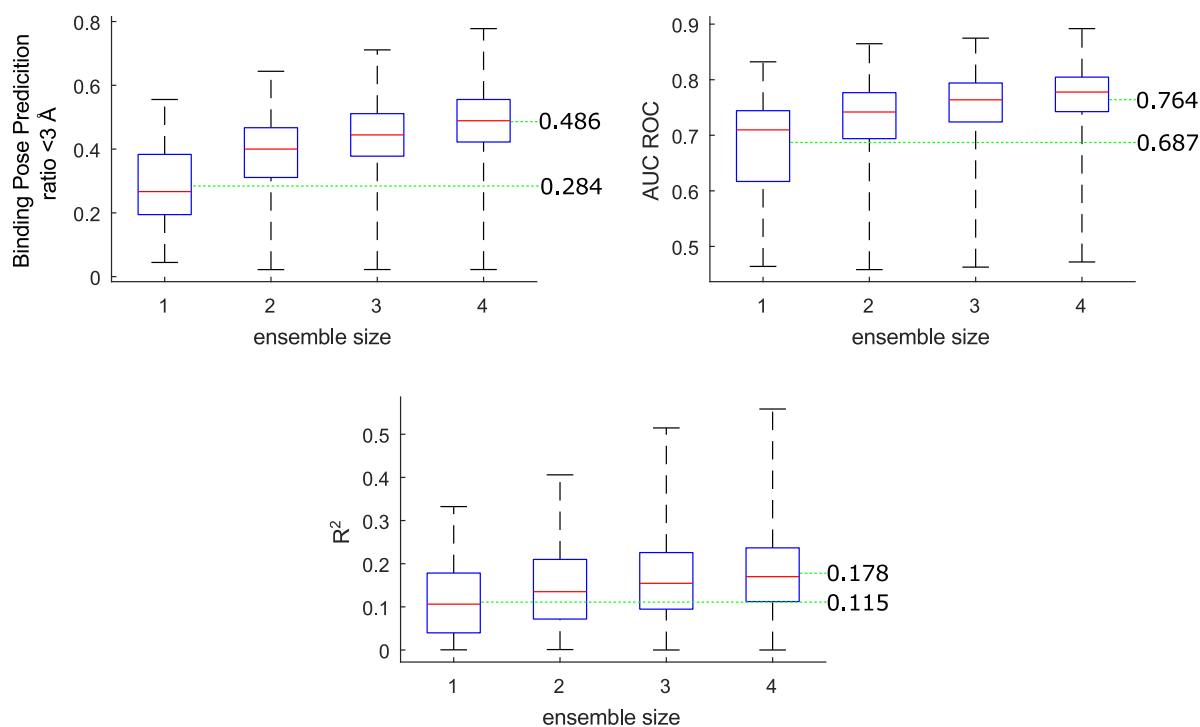 Binding Pose Predicition
ratio <3 Å
0.8
0.6
0.4
0.2
0
0.486
0.284
1 2 3 4
ensemble size
AUC ROC
0.9
0.8
0.7
0.6
0.5
0.764
0.687
1 2 3 4
ensemble size
R²
0.5
0.4
0.3
0.2
0.1
0
0.178
0.115
1 2 3 4
ensemble size